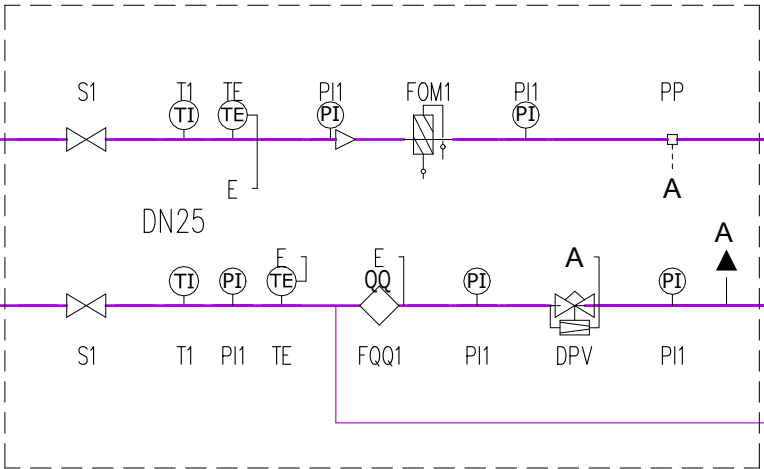 S1 T1 TE PI1 FOM1 PI1 PP
TI TE PI PI
E A
DN25
E E A A
TI PI TE QQ PI PI
S1 T1 PI1 TE FQQ1 PI1 DPV PI1